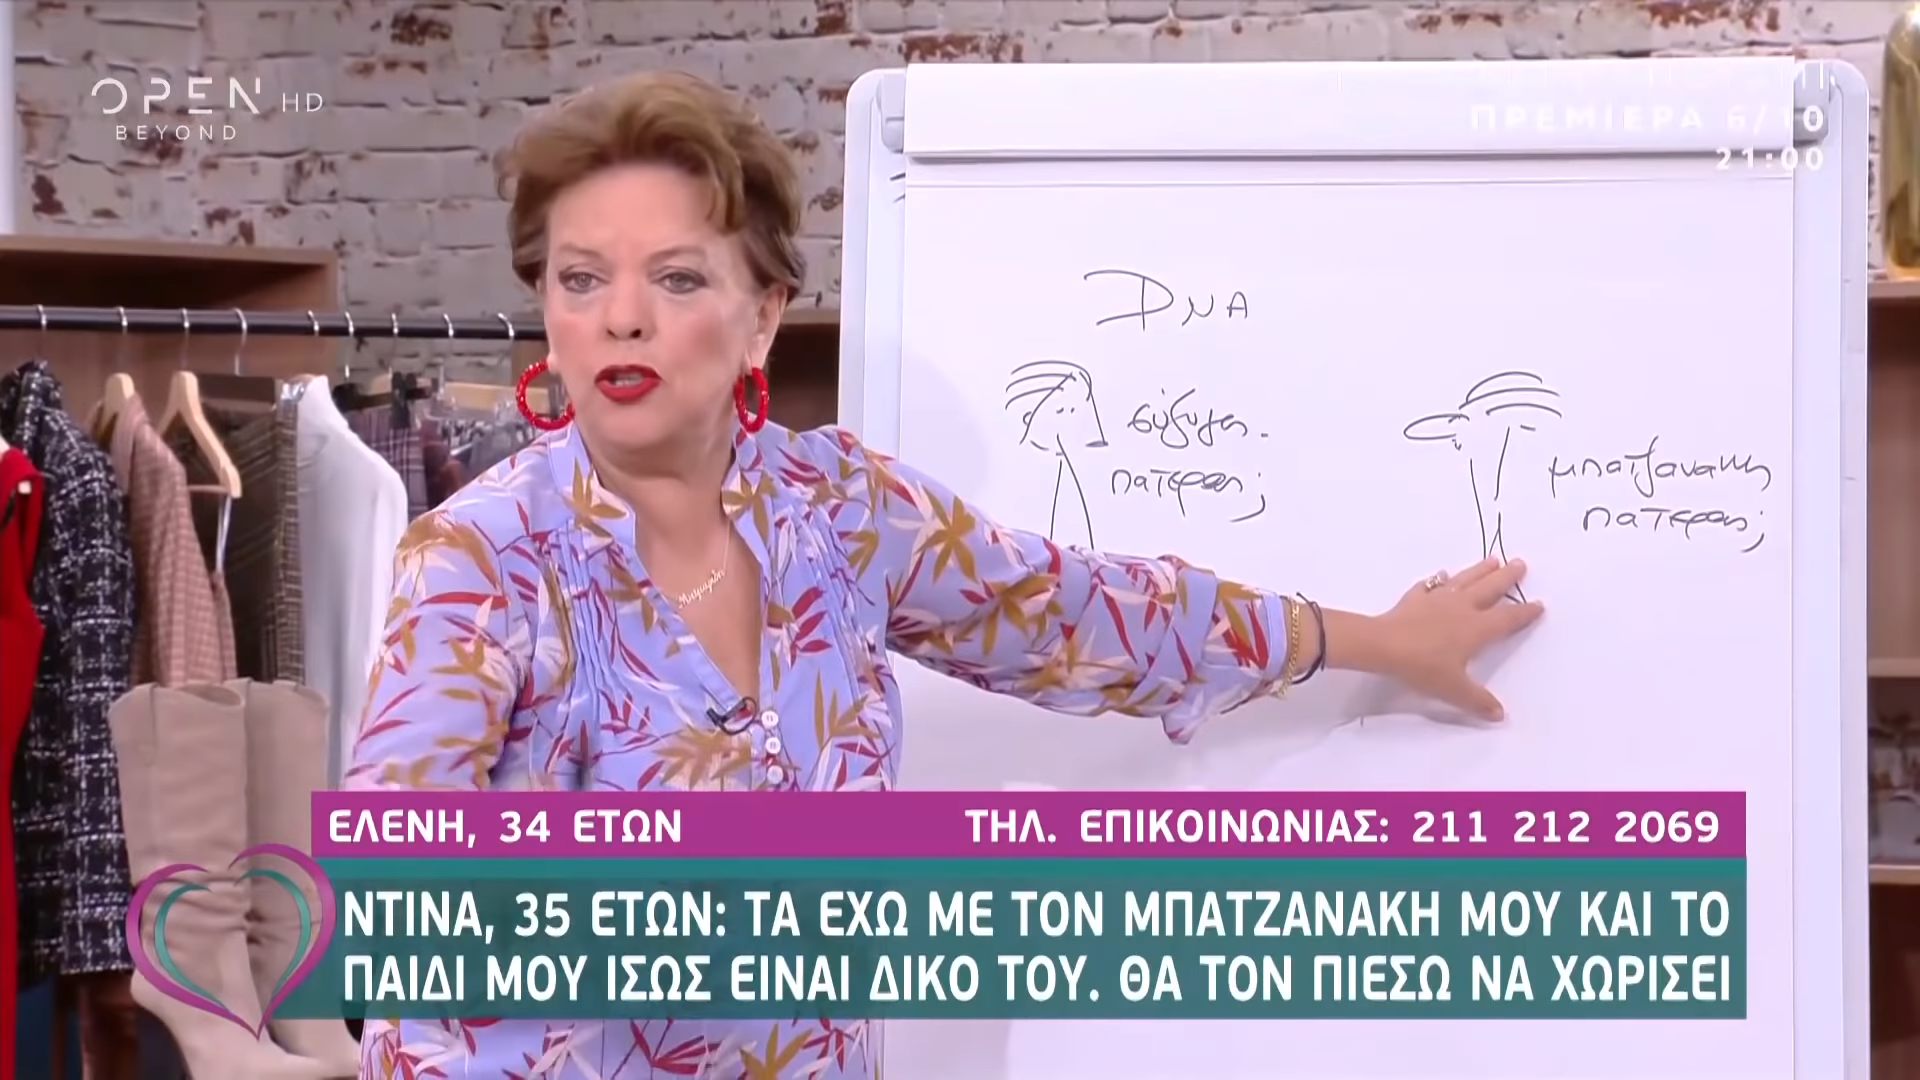 OPEN HD
BEYOND
ΠΡΕΜΙΕΡΑ 6/10
21:00
DNA
σύζυγος.
πατέρας;
μπατζανακης
πατερας;
ΕΛΕΝΗ, 34 ΕΤΩΝ
ΤΗΛ. ΕΠΙΚΟΙΝΩΝΙΑΣ: 211 212 2069
ΝΤΙΝΑ, 35 ΕΤΩΝ: ΤΑ ΕΧΩ ΜΕ ΤΟΝ ΜΠΑΤΖΑΝΑΚΗ ΜΟΥ ΚΑΙ ΤΟ
ΠΑΙΔΙ ΜΟΥ ΙΣΩΣ ΕΙΝΑΙ ΔΙΚΟ ΤΟΥ. ΘΑ ΤΟΝ ΠΙΕΣΩ ΝΑ ΧΩΡΙΣΕΙ